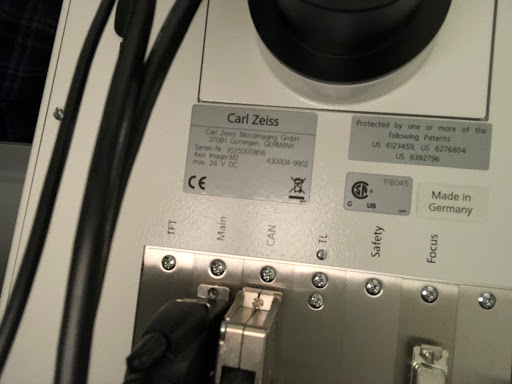 Carl Zeiss
Carl Zeiss MicroImaging GmbH
37081 Göttingen, GERMANY
Serien-Nr. 3525000856
Axio Imager.M2
430004-9902
max. 24 V DC
CE
Protected by one or more of the
following Patents:
US 6123459, US 6276804
US 6392796
176045
C US
Made in
Germany
TFT
Main
CAN
TL
Safety
Focus